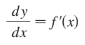 dy/dx = f'(x)